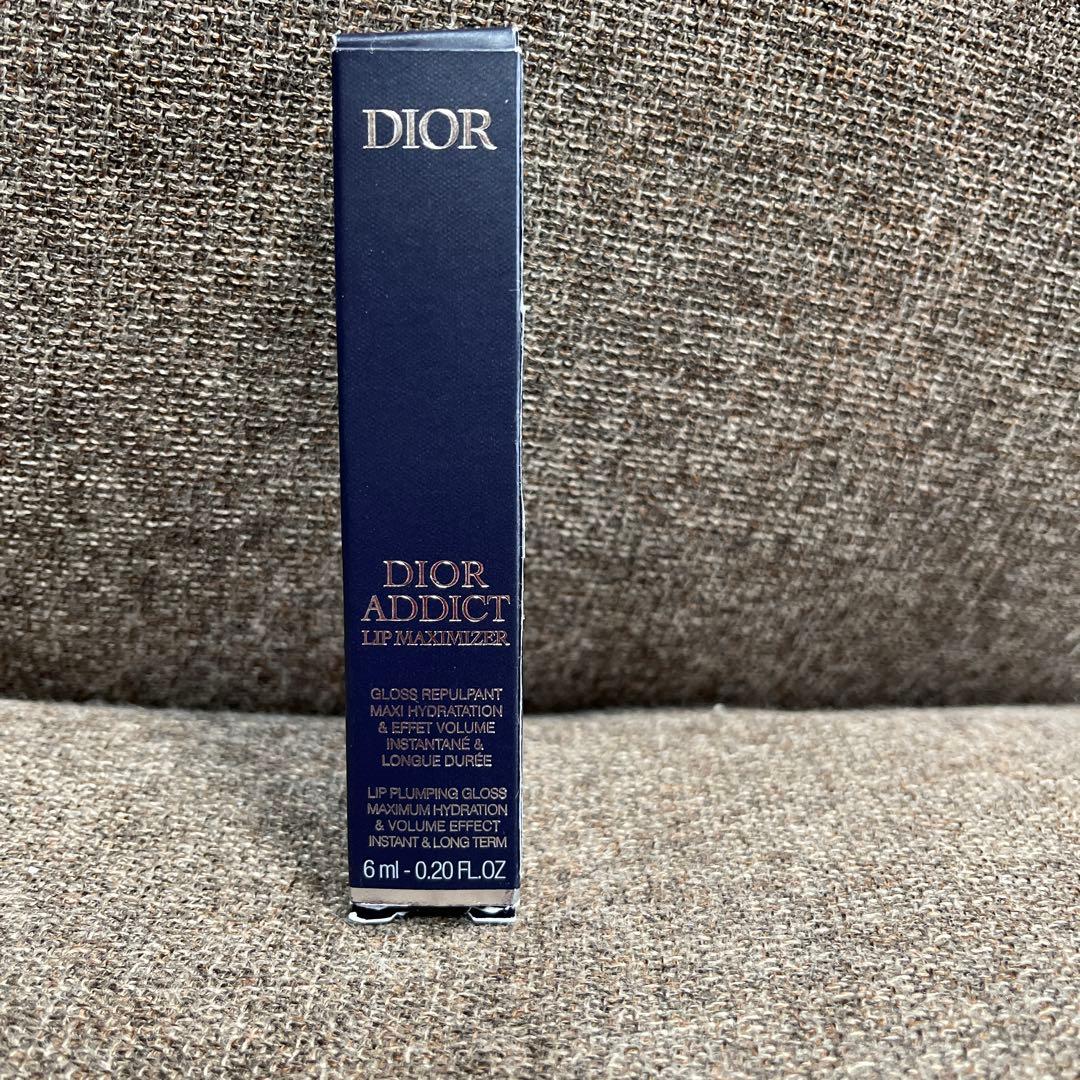 DIOR
DIOR
ADDICT
LIP MAXIMIZER
GLOSS REPULPANT
MAXI HYDRATATION
& EFFET VOLUME
INSTANTANÉ &
LONGUE DURÉE
LIP PLUMPING GLOSS
MAXIMUM HYDRATION
& VOLUME EFFECT
INSTANT & LONG TERM
6 ml - 0.20 FL.OZ